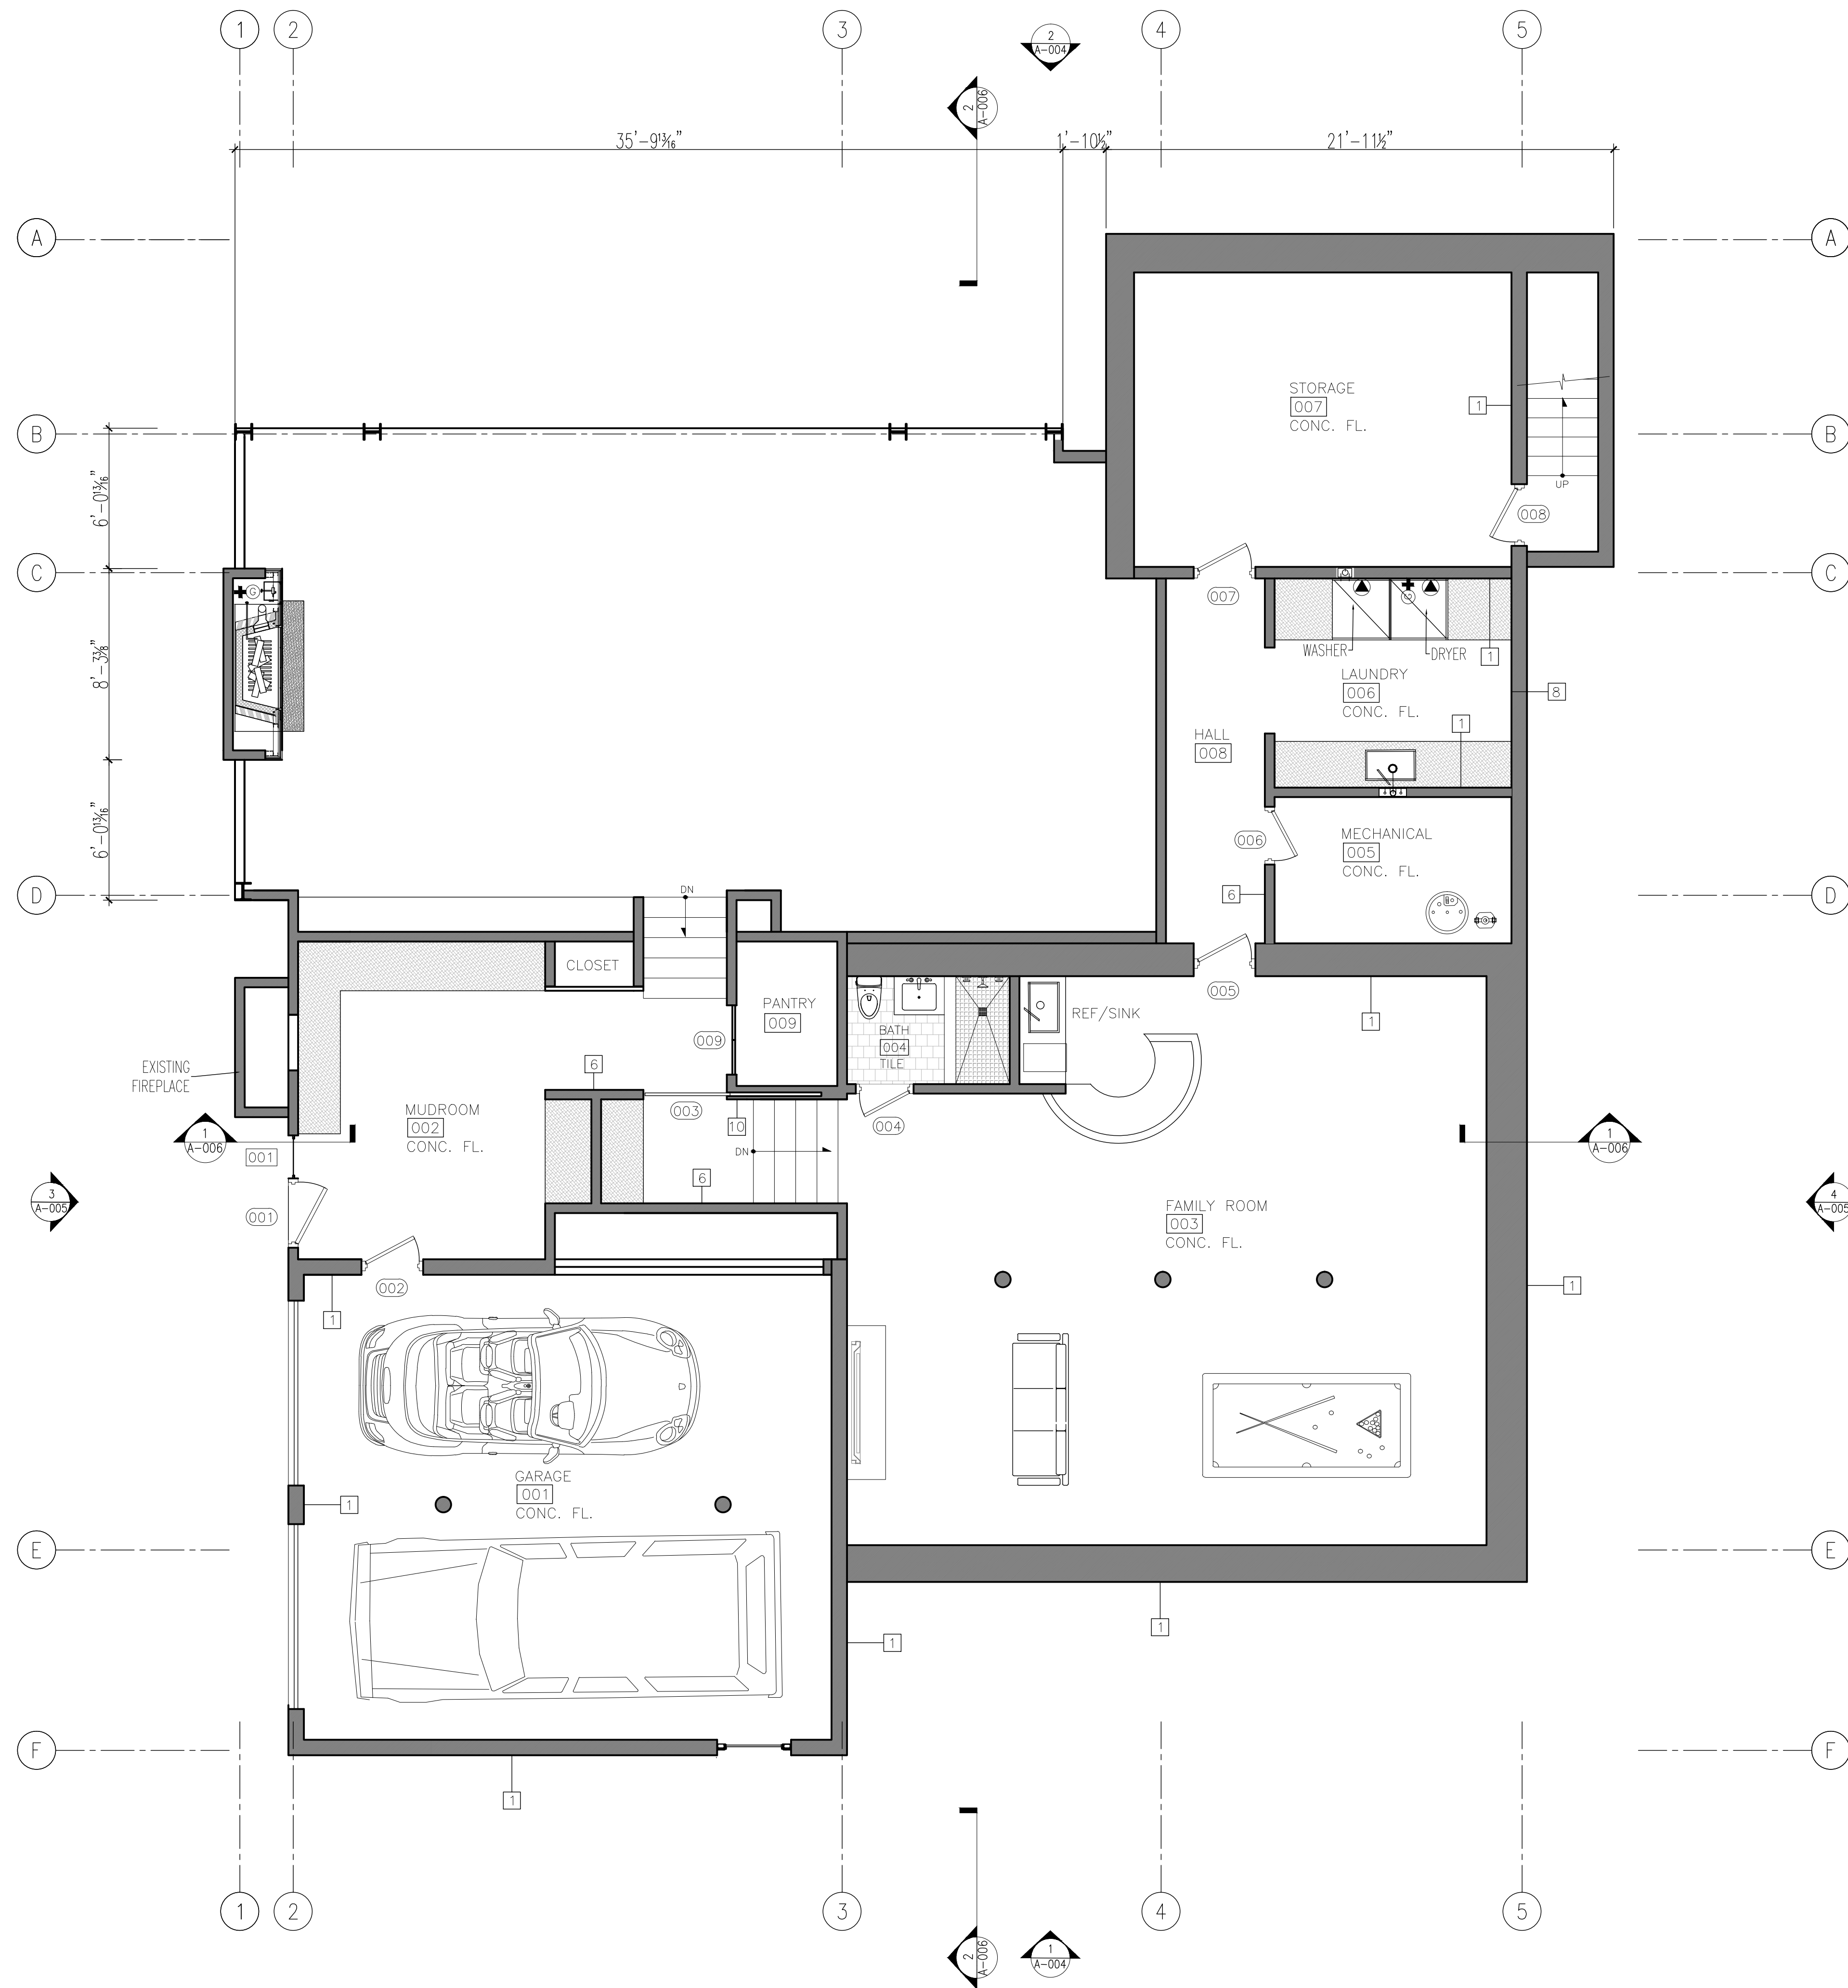 1 2 3 4 5
2
A-004
2
A-006
35'-9 13/16" 1'-10½" 21'-11½"
A A
STORAGE
007
CONC. FL.
1
B B
6'-0 13/16"
UP
008
C C
G
007
WASHER
DRYER
1
8'-3 3/8"
LAUNDRY
006
CONC. FL.
8
1
HALL
008
6'-0 13/16"
MECHANICAL
005
CONC. FL.
006
6
D D
DN
CLOSET
PANTRY
009
009
BATH
004
TILE
REF/SINK
005
1
EXISTING
FIREPLACE
6
MUDROOM
002
CONC. FL.
003
10
004
1
A-006
001
DN
1
A-006
6
3
A-005
001
4
A-005
FAMILY ROOM
003
CONC. FL.
002
1
1
GARAGE
001
CONC. FL.
1
E E
1
1
F F
1
1 2 3 4 5
2
A-006
1
A-004